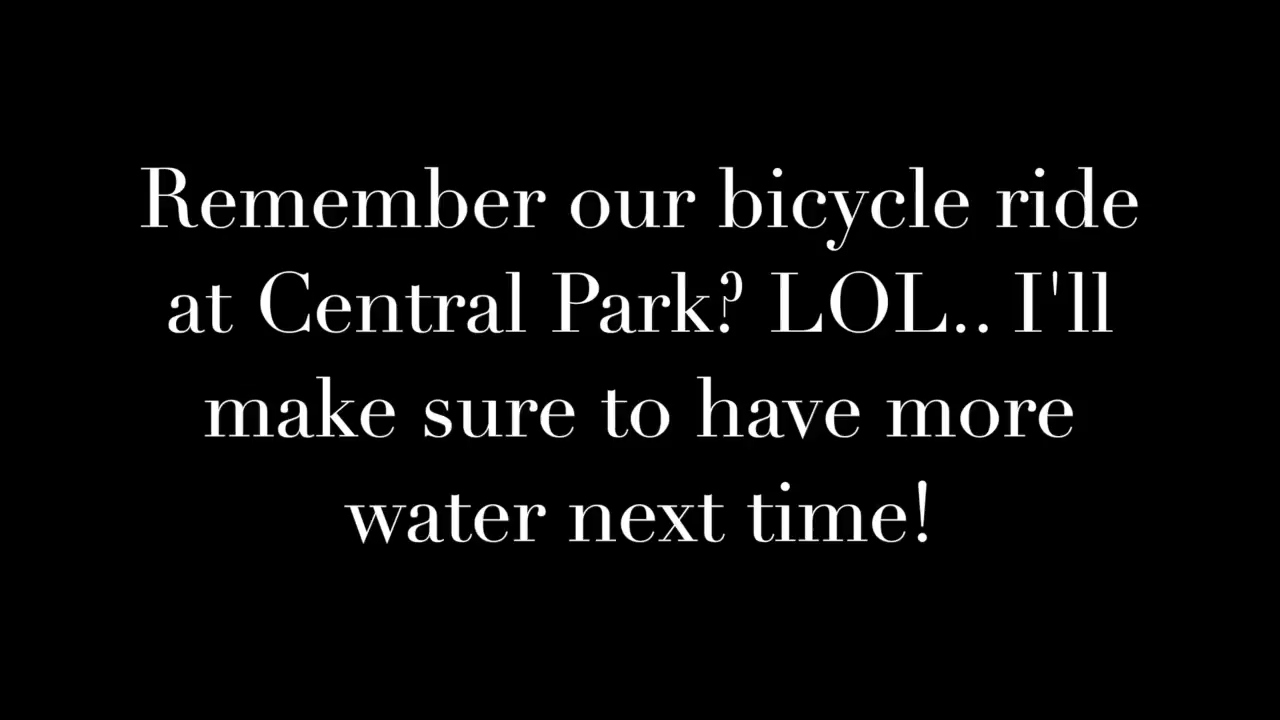 Remember our bicycle ride
at Central Park? LOL.. I'll
make sure to have more
water next time!